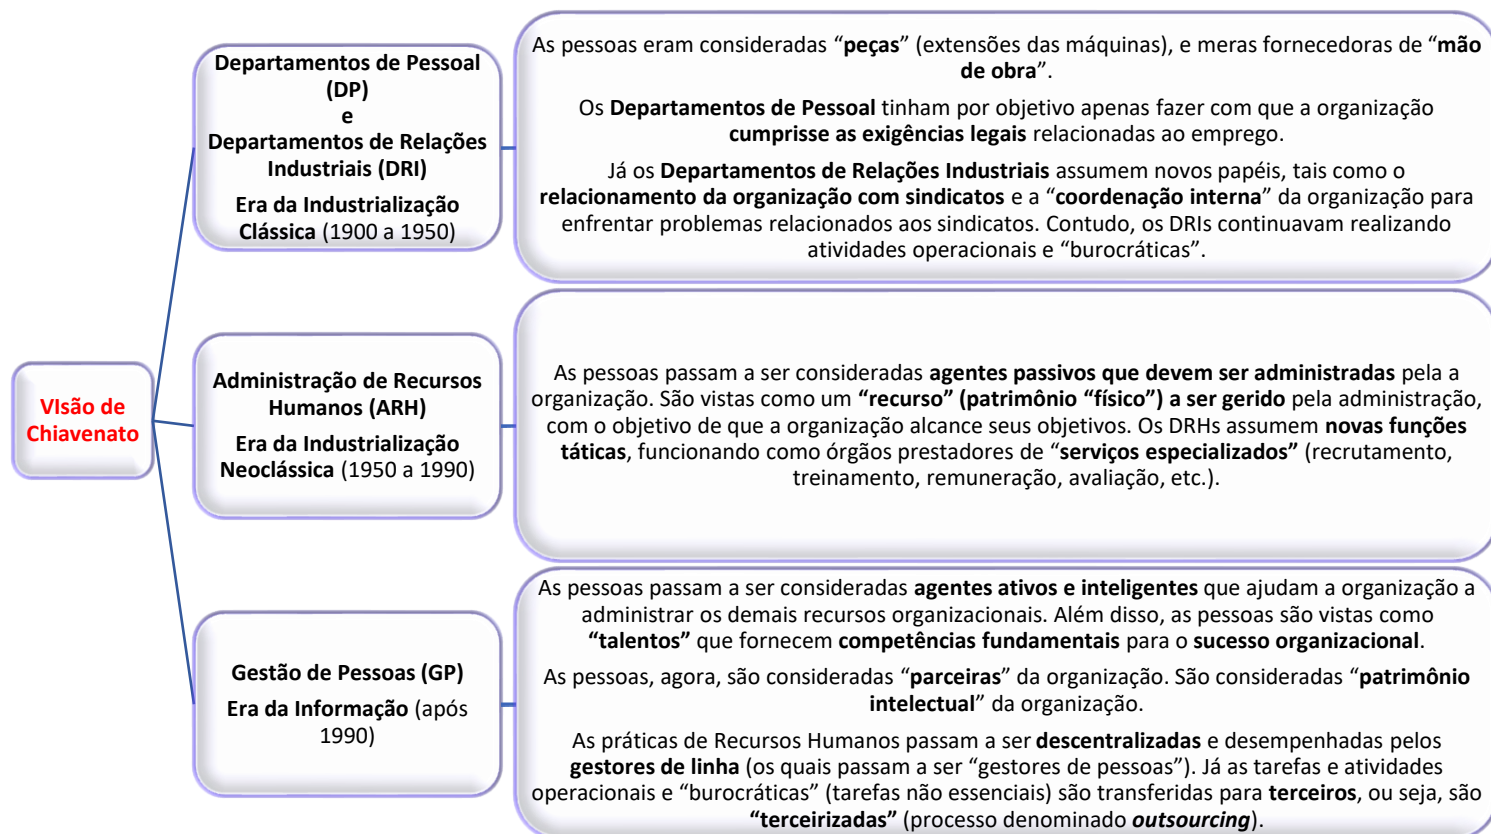 VIsão de
Chiavenato
Departamentos de Pessoal
(DP)
e
Departamentos de Relações
Industriais (DRI)
Era da Industrialização
Clássica (1900 a 1950)
As pessoas eram consideradas “peças” (extensões das máquinas), e meras fornecedoras de “mão
de obra”.
Os Departamentos de Pessoal tinham por objetivo apenas fazer com que a organização
cumprisse as exigências legais relacionadas ao emprego.
Já os Departamentos de Relações Industriais assumem novos papéis, tais como o
relacionamento da organização com sindicatos e a “coordenação interna” da organização para
enfrentar problemas relacionados aos sindicatos. Contudo, os DRIs continuavam realizando
atividades operacionais e “burocráticas”.
Administração de Recursos
Humanos (ARH)
Era da Industrialização
Neoclássica (1950 a 1990)
As pessoas passam a ser consideradas agentes passivos que devem ser administradas pela a
organização. São vistas como um “recurso” (patrimônio “físico”) a ser gerido pela administração,
com o objetivo de que a organização alcance seus objetivos. Os DRHs assumem novas funções
táticas, funcionando como órgãos prestadores de “serviços especializados” (recrutamento,
treinamento, remuneração, avaliação, etc.).
Gestão de Pessoas (GP)
Era da Informação (após
1990)
As pessoas passam a ser consideradas agentes ativos e inteligentes que ajudam a organização a
administrar os demais recursos organizacionais. Além disso, as pessoas são vistas como
“talentos” que fornecem competências fundamentais para o sucesso organizacional.
As pessoas, agora, são consideradas “parceiras” da organização. São consideradas “patrimônio
intelectual” da organização.
As práticas de Recursos Humanos passam a ser descentralizadas e desempenhadas pelos
gestores de linha (os quais passam a ser “gestores de pessoas”). Já as tarefas e atividades
operacionais e “burocráticas” (tarefas não essenciais) são transferidas para terceiros, ou seja, são
“terceirizadas” (processo denominado outsourcing).